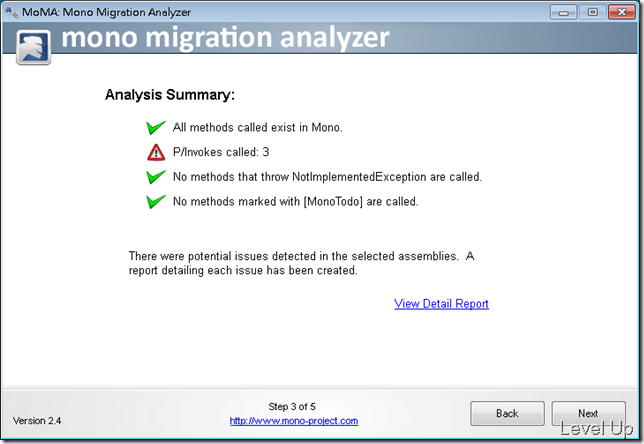 MoMA: Mono Migration Analyzer
mono migration analyzer
Analysis Summary:
All methods called exist in Mono.
P/Invokes called: 3
No methods that throw NotImplementedException are called.
No methods marked with [MonoTodo] are called.
There were potential issues detected in the selected assemblies.  A
report detailing each issue has been created.
View Detail Report
Version 2.4
Step 3 of 5
http://www.mono-project.com
Back
Next
Level Up